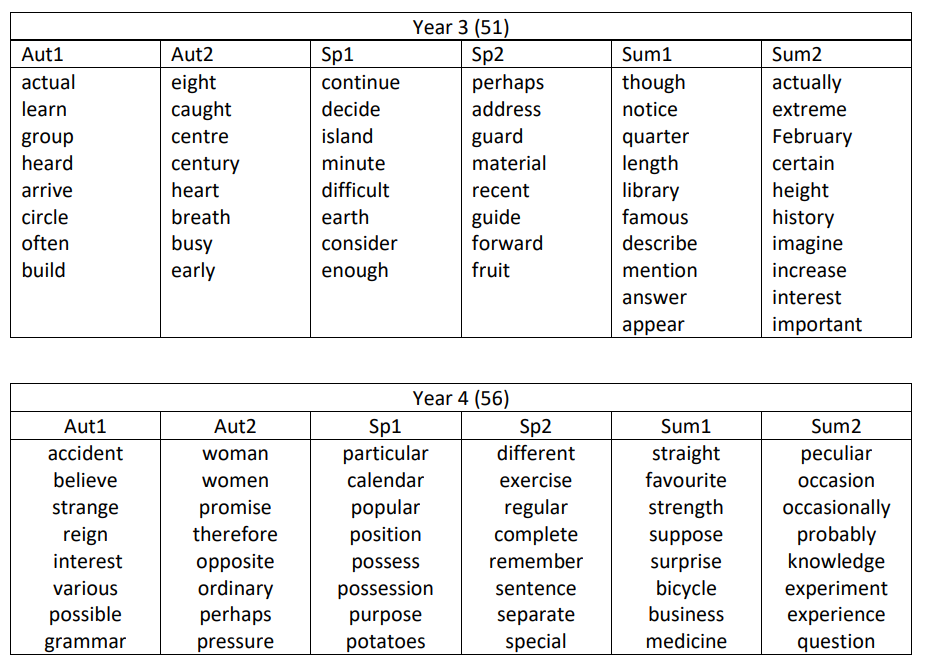 Year 3 (51)
Aut1 Aut2 Sp1 Sp2 Sum1 Sum2
actual eight continue perhaps though actually
learn caught decide address notice extreme
group centre island guard quarter February
heard century minute material length certain
arrive heart difficult recent library height
circle breath earth guide famous history
often busy consider forward describe imagine
build early enough fruit mention increase
answer interest
appear important
Year 4 (56)
Aut1 Aut2 Sp1 Sp2 Sum1 Sum2
accident woman particular different straight peculiar
believe women calendar exercise favourite occasion
strange promise popular regular strength occasionally
reign therefore position complete suppose probably
interest opposite possess remember surprise knowledge
various ordinary possession sentence bicycle experiment
possible perhaps purpose separate business experience
grammar pressure potatoes special medicine question